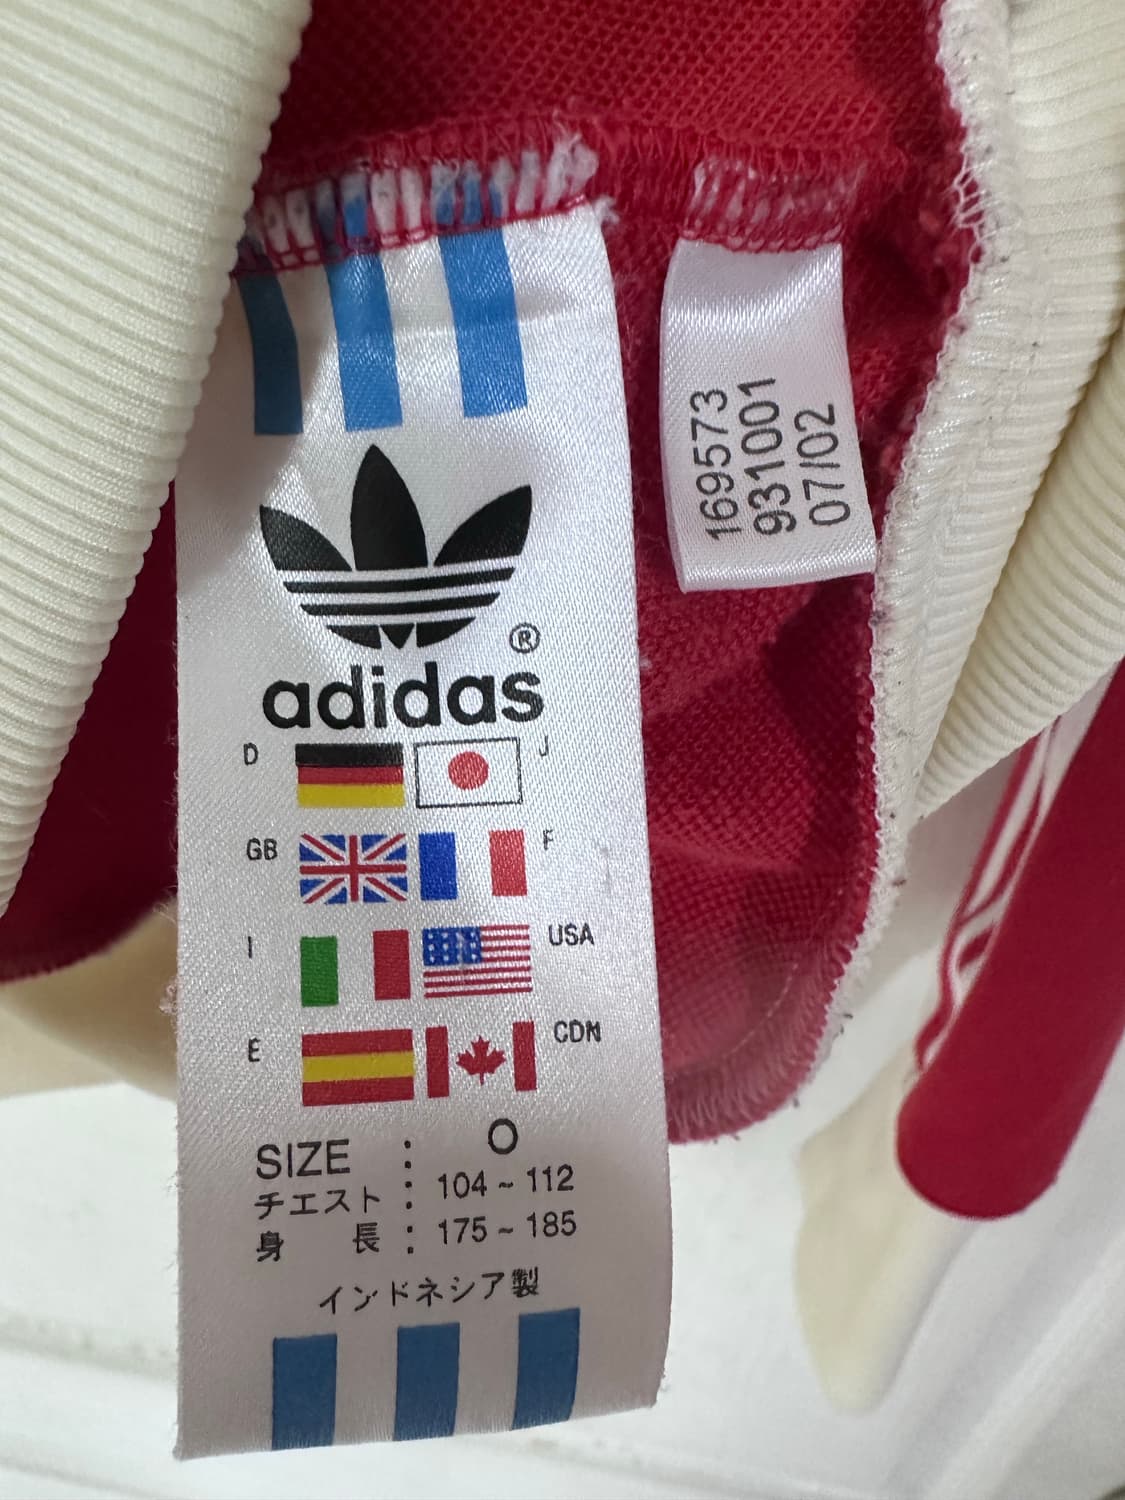 adidas®
D J
GB F
I USA
E CDN
SIZE : O
チェスト : 104 ~ 112
身 長 : 175 ~ 185
インドネシア製
169573
931001
07/02